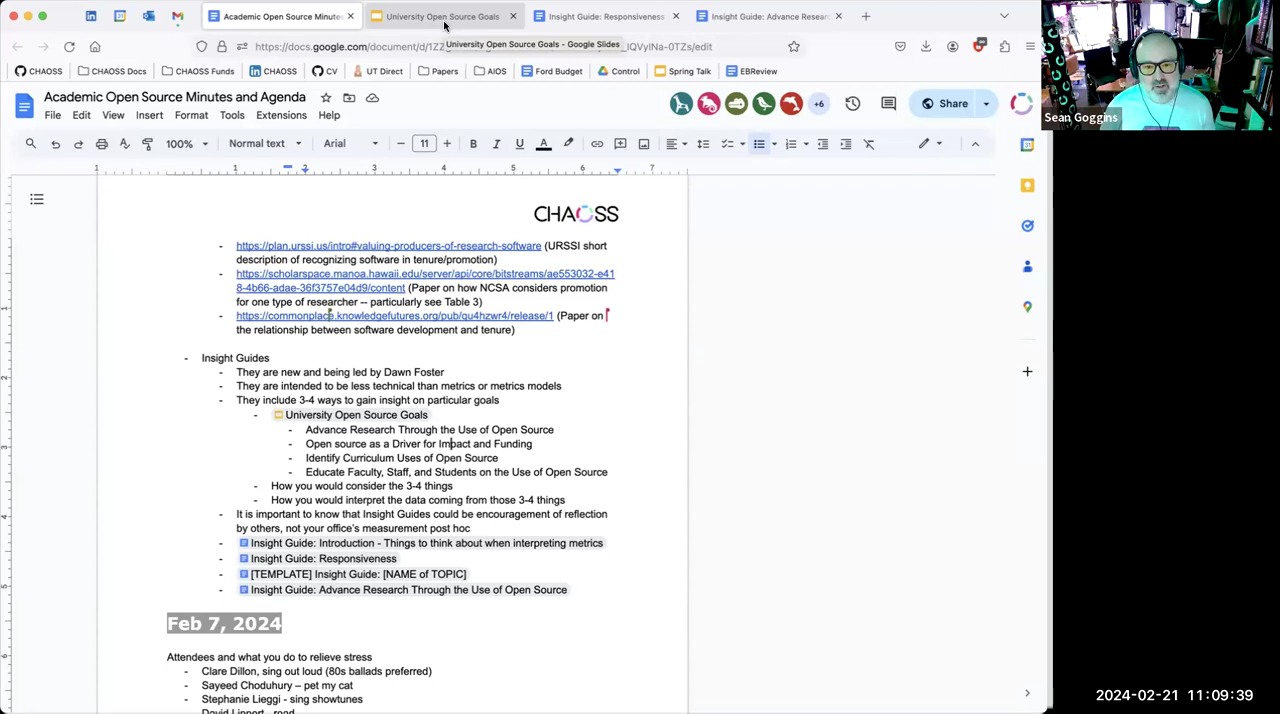 Academic Open Source Minutes
University Open Source Goals
Insight Guide: Responsiveness
Insight Guide: Advance Resear
https://docs.google.com/document/d/1Z2
_IQVyINa-0TZs/edit
University Open Source Goals - Google Slides
CHAOSS
CHAOSS Docs
CHAOSS Funds
CHAOSS
CV
UT Direct
Papers
AIOS
Ford Budget
Control
Spring Talk
EBReview
Academic Open Source Minutes and Agenda
File Edit View Insert Format Tools Extensions Help
+6
Share
Sean Goggins
100% Normal text Arial 11
1 1 2 3 4 5 6 7
CHAOSS
- https://plan.urssi.us/intro#valuing-producers-of-research-software (URSSI short
description of recognizing software in tenure/promotion)
- https://scholarspace.manoa.hawaii.edu/server/api/core/bitstreams/ae553032-e41
8-4b66-adae-36f3757e04d9/content (Paper on how NCSA considers promotion
for one type of researcher -- particularly see Table 3)
- https://commonplace.knowledgefutures.org/pub/qu4hzwr4/release/1 (Paper on
the relationship between software development and tenure)
- Insight Guides
- They are new and being led by Dawn Foster
- They are intended to be less technical than metrics or metrics models
- They include 3-4 ways to gain insight on particular goals
- University Open Source Goals
- Advance Research Through the Use of Open Source
- Open source as a Driver for Impact and Funding
- Identify Curriculum Uses of Open Source
- Educate Faculty, Staff, and Students on the Use of Open Source
- How you would consider the 3-4 things
- How you would interpret the data coming from those 3-4 things
- It is important to know that Insight Guides could be encouragement of reflection
by others, not your office's measurement post hoc
- Insight Guide: Introduction - Things to think about when interpreting metrics
- Insight Guide: Responsiveness
- [TEMPLATE] Insight Guide: [NAME of TOPIC]
- Insight Guide: Advance Research Through the Use of Open Source
Feb 7, 2024
Attendees and what you do to relieve stress
- Clare Dillon, sing out loud (80s ballads preferred)
- Sayeed Choduhury – pet my cat
- Stephanie Lieggi - sing showtunes
2024-02-21 11:09:39